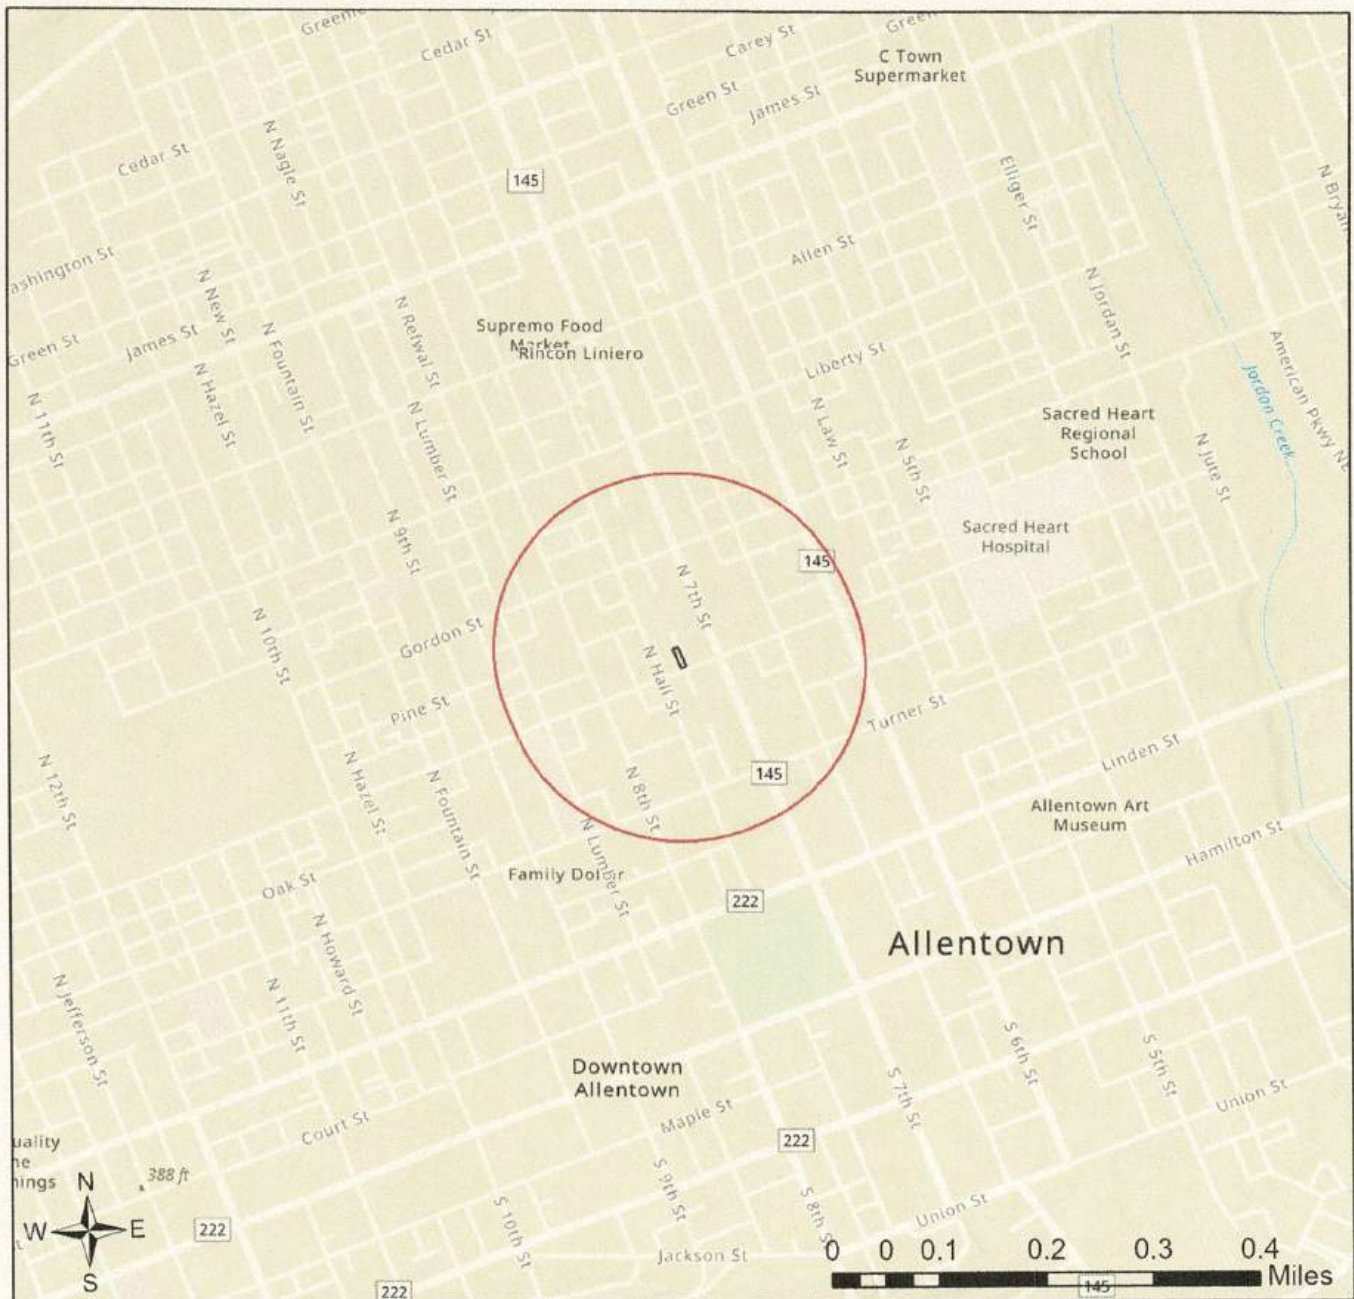 Greene
Cedar St
Carey St
Green
C Town
Supermarket
Green St
James St
Cedar St
N Nagle St
145
Elliger St
N Bryan
ashington St
Allen St
N New St
N Refwal St
N Jordan St
Green St
James St
N Fountain St
Supremo Food
Market
Rincon Liniero
Liberty St
American Pkwy NE
Jordan Creek
N 11th St
N Hazel St
N Lumber St
N Law St
N 5th St
Sacred Heart
Regional
School
N Jute St
N 9th St
Sacred Heart
Hospital
145
N 7th St
N 10th St
Gordon St
N Hall St
Pine St
Turner St
Linden St
N 12th St
N Hazel St
N Fountain St
N 8th St
145
Allentown Art
Museum
Hamilton St
Oak St
Family Dollar
N Lumber St
222
N Howard St
Allentown
N Jefferson St
N 11th St
Downtown
Allentown
S 7th St
S 6th St
S 5th St
Union St
Court St
Maple St
222
uality
ne
nings
388 ft
N
W
E
S
222
S 10th St
S 9th St
S 8th St
Union St
Jackson St
0 0 0.1 0.2 0.3 0.4
Miles
222
145